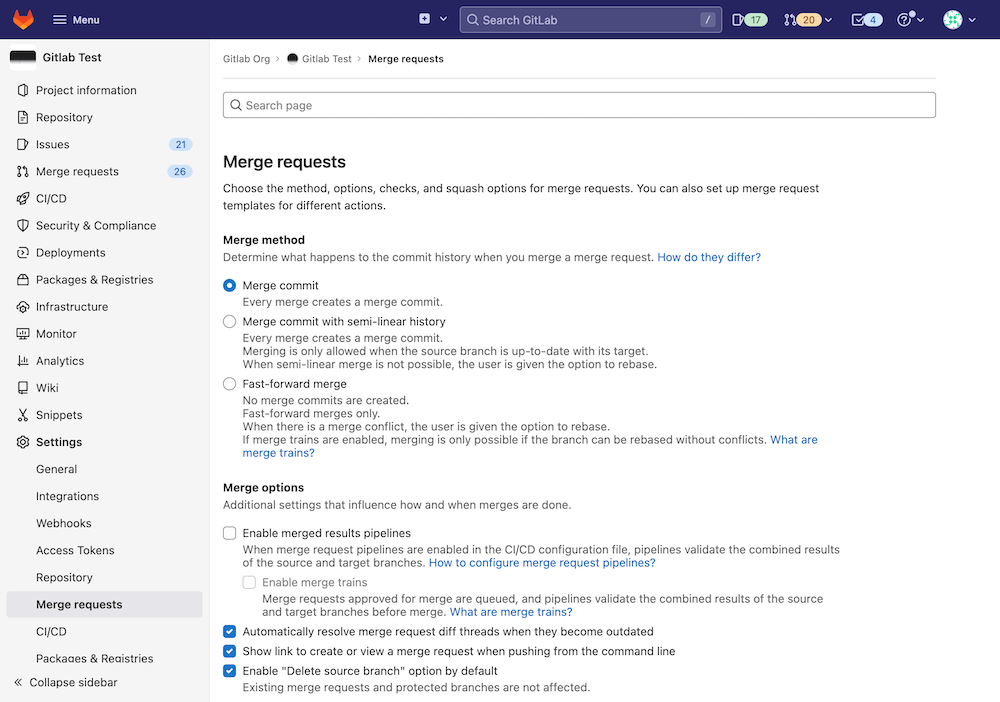 Menu
Search GitLab
/
17
20
4
Gitlab Test
Project information
Repository
Issues
21
Merge requests
26
CI/CD
Security & Compliance
Deployments
Packages & Registries
Infrastructure
Monitor
Analytics
Wiki
Snippets
Settings
General
Integrations
Webhooks
Access Tokens
Repository
Merge requests
CI/CD
Packages & Registries
« Collapse sidebar
Gitlab Org › Gitlab Test › Merge requests
Search page
Merge requests
Choose the method, options, checks, and squash options for merge requests. You can also set up merge request
templates for different actions.
Merge method
Determine what happens to the commit history when you merge a merge request. How do they differ?
Merge commit
Every merge creates a merge commit.
Merge commit with semi-linear history
Every merge creates a merge commit.
Merging is only allowed when the source branch is up-to-date with its target.
When semi-linear merge is not possible, the user is given the option to rebase.
Fast-forward merge
No merge commits are created.
Fast-forward merges only.
When there is a merge conflict, the user is given the option to rebase.
If merge trains are enabled, merging is only possible if the branch can be rebased without conflicts. What are
merge trains?
Merge options
Additional settings that influence how and when merges are done.
Enable merged results pipelines
When merge request pipelines are enabled in the CI/CD configuration file, pipelines validate the combined results
of the source and target branches. How to configure merge request pipelines?
Enable merge trains
Merge requests approved for merge are queued, and pipelines validate the combined results of the source
and target branches before merge. What are merge trains?
Automatically resolve merge request diff threads when they become outdated
Show link to create or view a merge request when pushing from the command line
Enable "Delete source branch" option by default
Existing merge requests and protected branches are not affected.